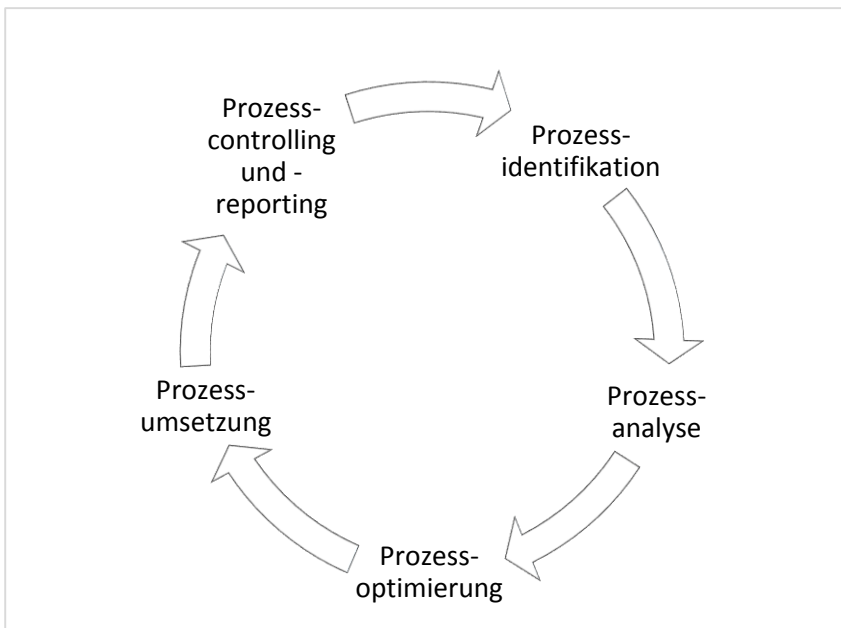 Prozess-
controlling
und -
reporting
Prozess-
identifikation
Prozess-
analyse
Prozess-
optimierung
Prozess-
umsetzung